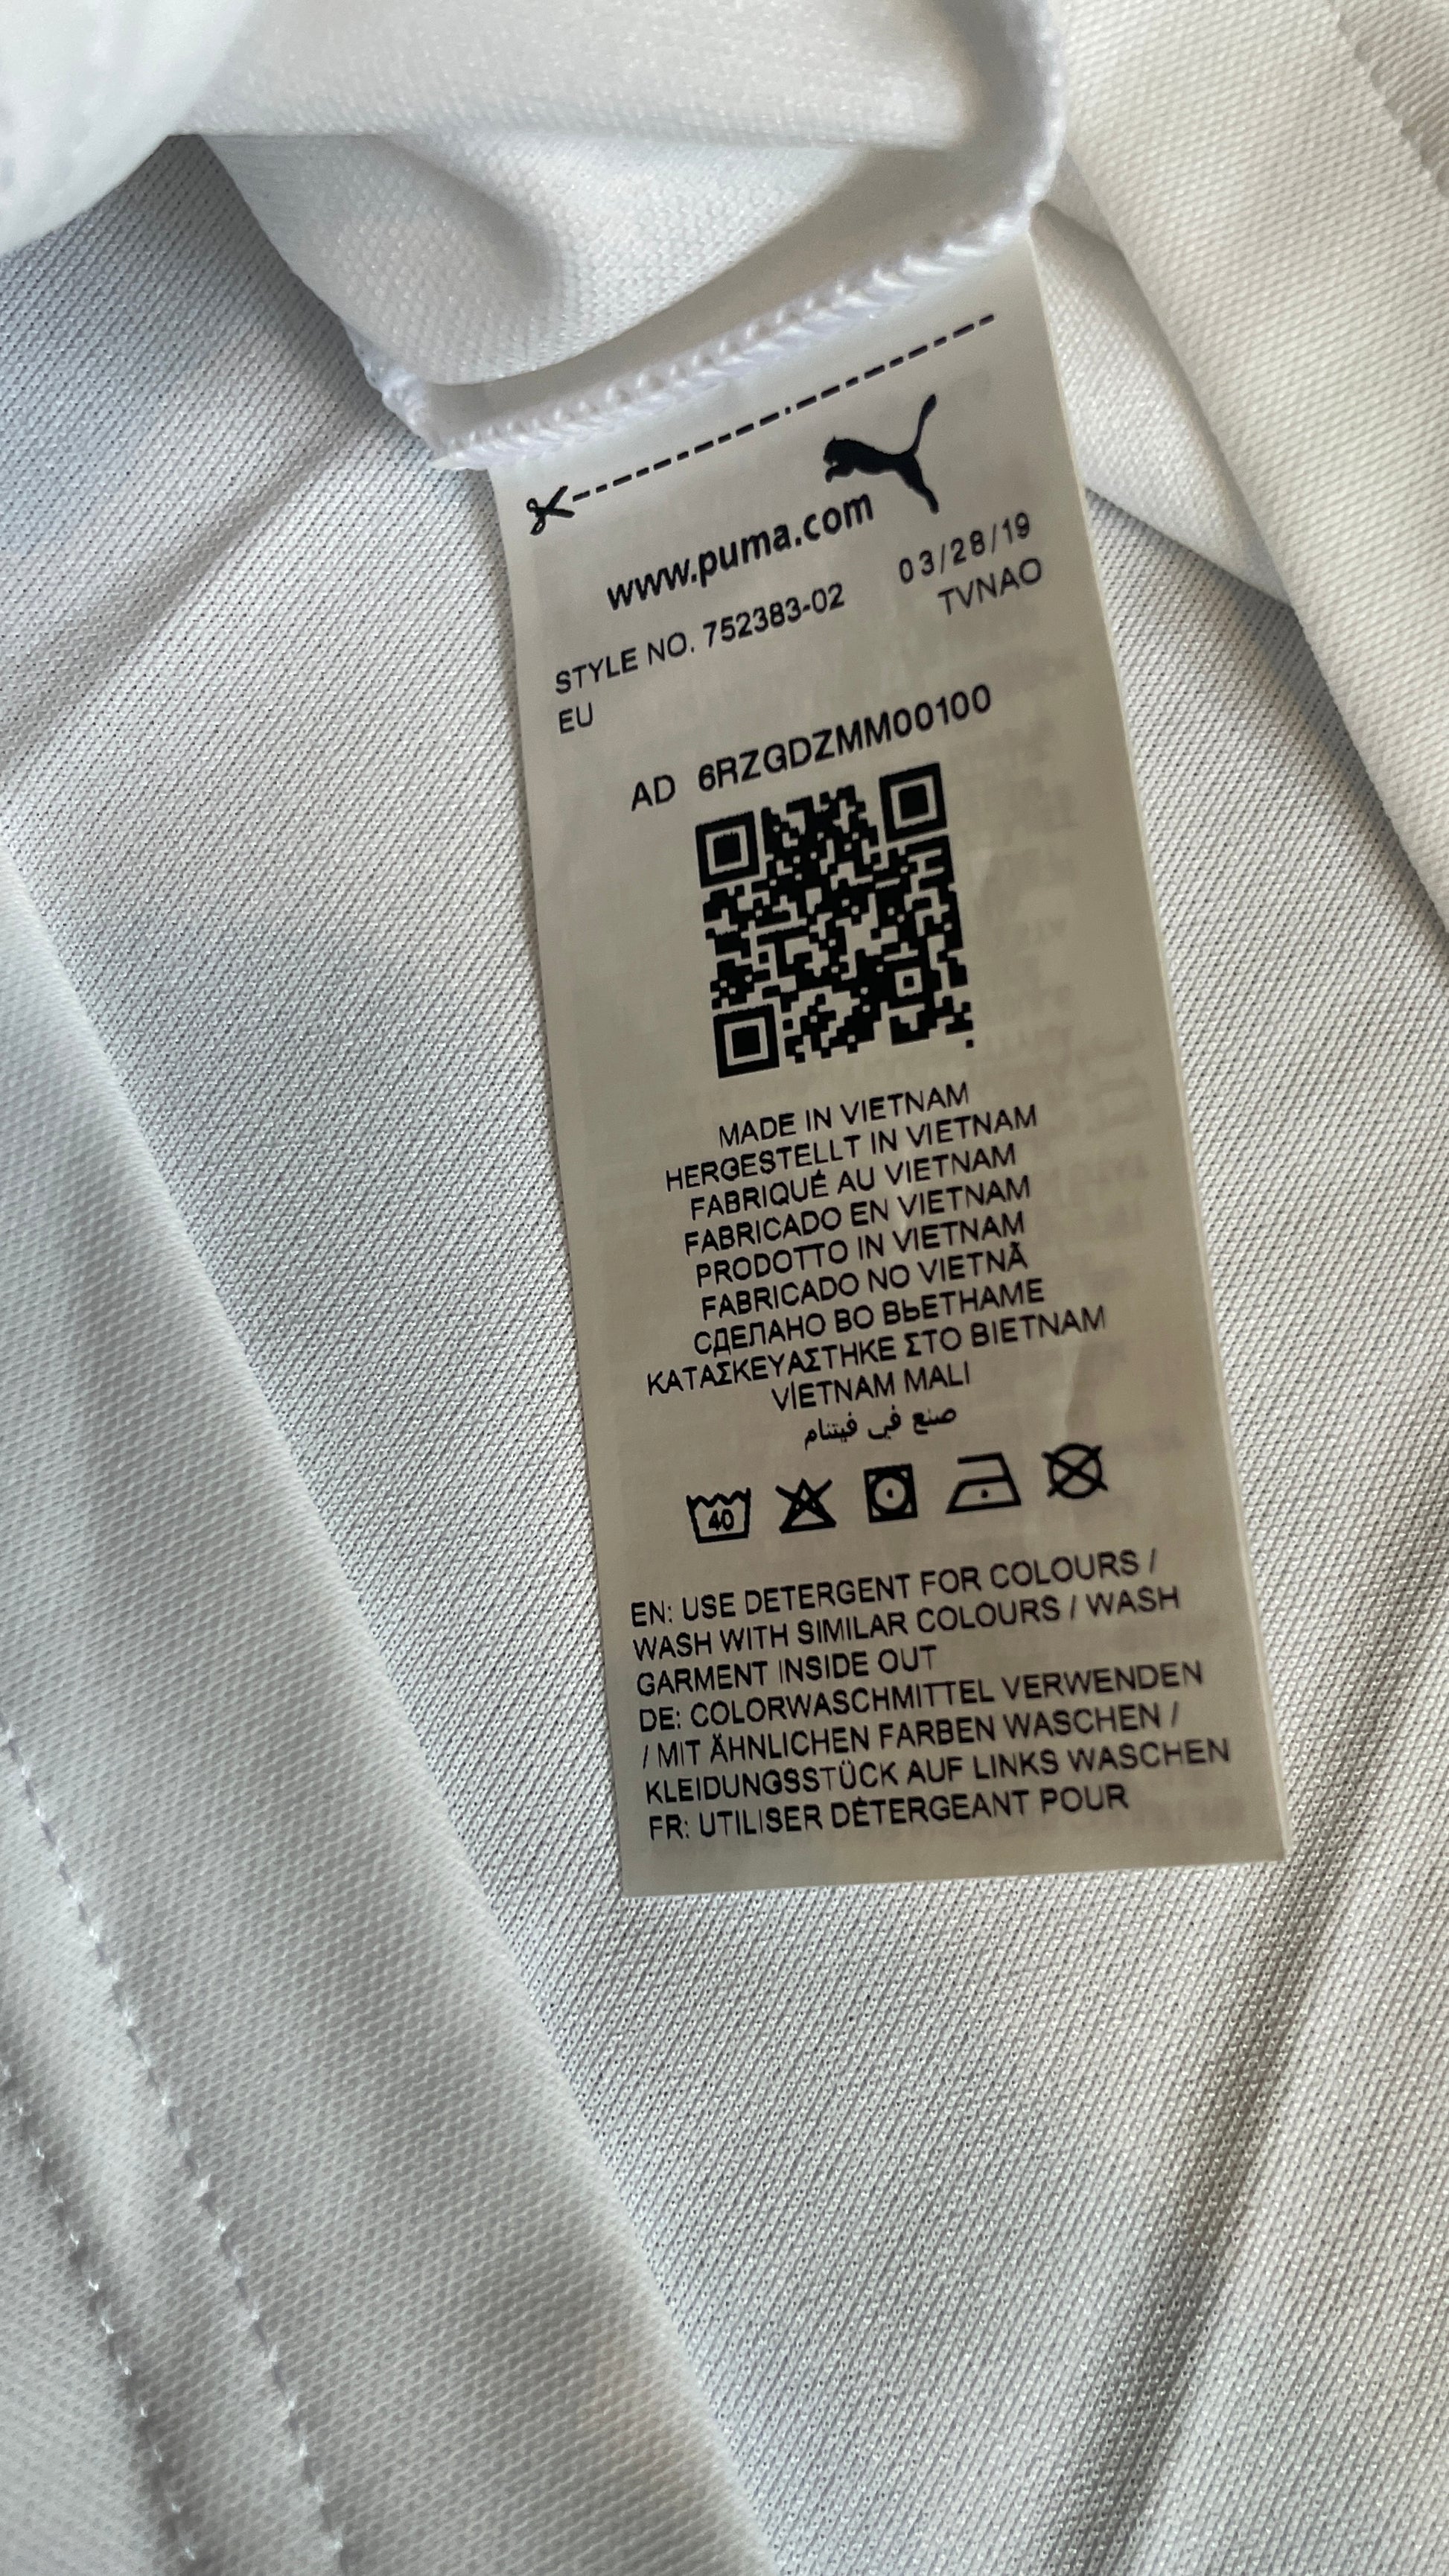 www.puma.com
STYLE NO. 752383-02 03/28/19
EU TVNAO
AD 6RZGDZMM00100
MADE IN VIETNAM
HERGESTELLT IN VIETNAM
FABRIQUÉ AU VIETNAM
FABRICADO EN VIETNAM
PRODOTTO IN VIETNAM
FABRICADO NO VIETNÃ
СДЕЛАНО ВО ВЬЕТНАМЕ
ΚΑΤΑΣΚΕΥΑΣΤΗΚΕ ΣΤΟ ΒΙΕΤΝΑΜ
VİETNAM MALI
صنع في فيتنام
40
EN: USE DETERGENT FOR COLOURS /
WASH WITH SIMILAR COLOURS / WASH
GARMENT INSIDE OUT
DE: COLORWASCHMITTEL VERWENDEN
/ MIT ÄHNLICHEN FARBEN WASCHEN /
KLEIDUNGSSTÜCK AUF LINKS WASCHEN
FR: UTILISER DÉTERGEANT POUR